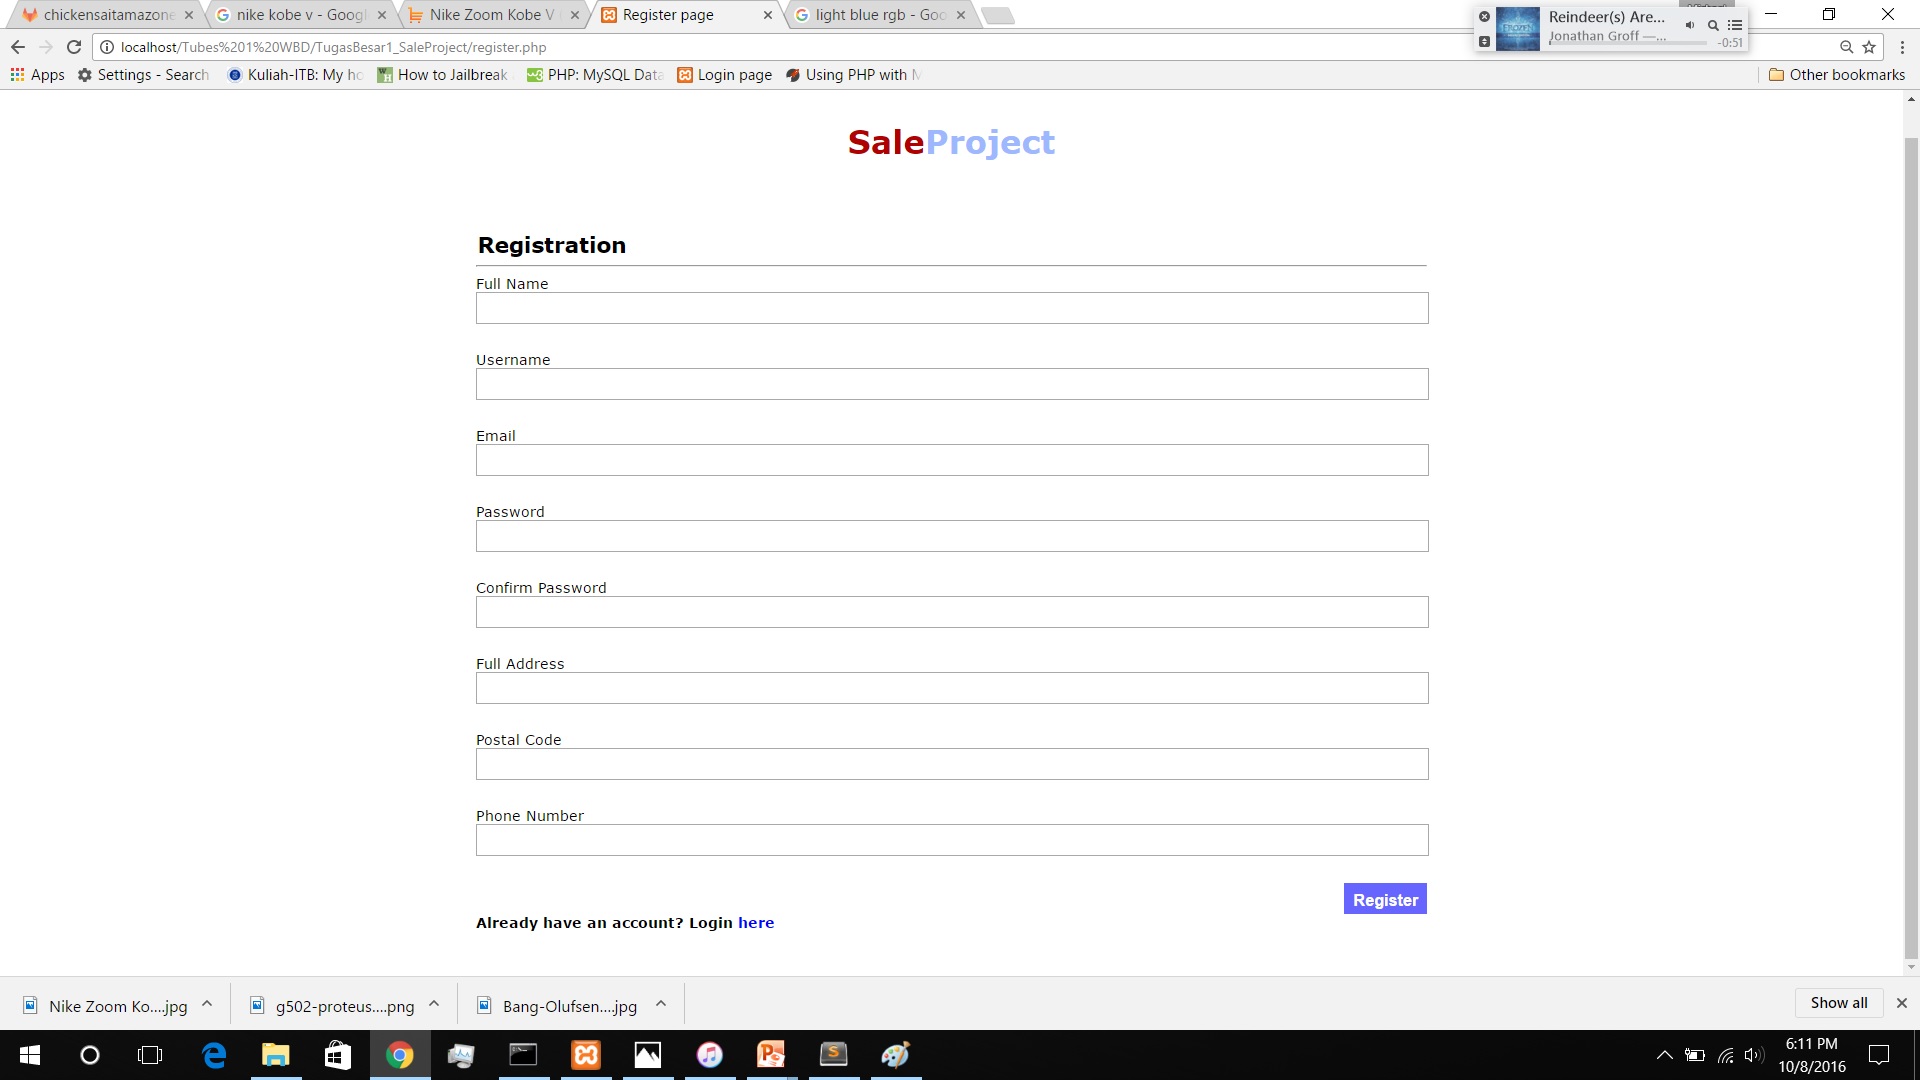 chickensaitamazone
nike kobe v - Googl
Nike Zoom Kobe V
Register page
light blue rgb - Goo
Reindeer(s) Are...
Jonathan Groff —...
-0:51
localhost/Tubes%201%20WBD/TugasBesar1_SaleProject/register.php
Apps
Settings - Search
Kuliah-ITB: My ho
How to Jailbreak
PHP: MySQL Data
Login page
Using PHP with M
Other bookmarks
SaleProject
Registration
Full Name
Username
Email
Password
Confirm Password
Full Address
Postal Code
Phone Number
Register
Already have an account? Login here
Nike Zoom Ko....jpg
g502-proteus....png
Bang-Olufsen....jpg
Show all
6:11 PM
10/8/2016